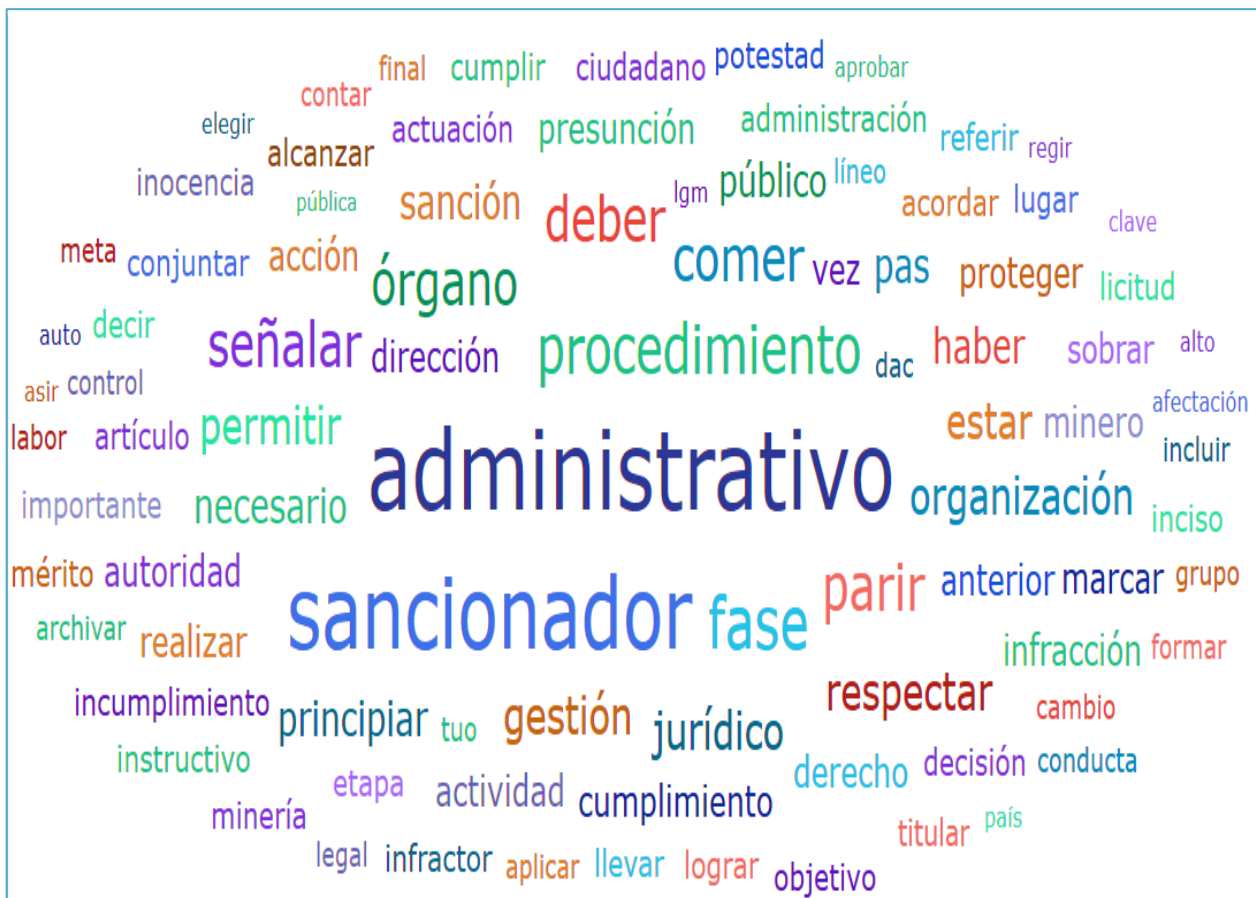 final cumplir ciudadano potestad aprobar
contar
elegir actuación presunción administración referir regir
alcanzar
inocencia pública sanción deber lgm público líneo acordar lugar clave
meta conjuntar acción órgano comer vez pas proteger licitud
auto decir señalar dirección procedimiento dac haber sobrar alto
asir control
labor artículo permitir administrativo estar minero afectación
incluir
importante necesario organización inciso
mérito autoridad sancionador fase parir anterior marcar grupo
archivar realizar infracción formar
incumplimiento principiar tuo gestión jurídico respectar cambio
instructivo etapa actividad cumplimiento derecho decisión conducta
minería titular país
legal infractor aplicar llevar lograr objetivo